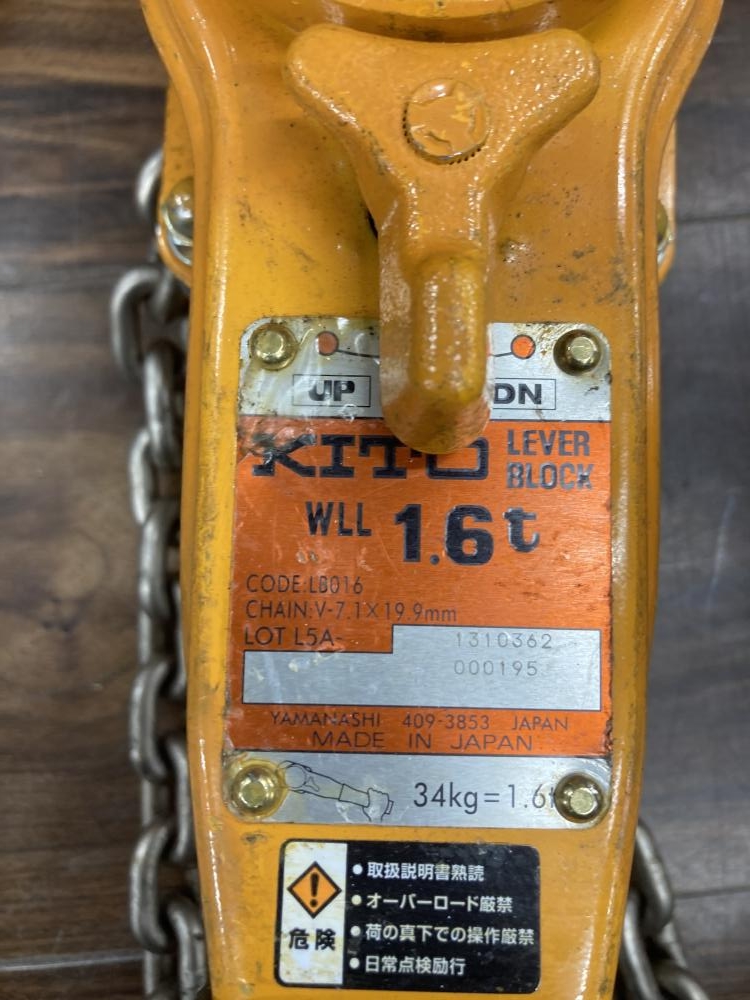 UP DN
KITO LEVER BLOCK
WLL 1.6t
CODE:LB016
CHAIN:V-7.1×19.9mm
LOT L5A- 1310362
000195
YAMANASHI 409-3853 JAPAN
MADE IN JAPAN
34kg=1.6t
危険
●取扱説明書熟読
●オーバーロード厳禁
●荷の真下での操作厳禁
●日常点検励行